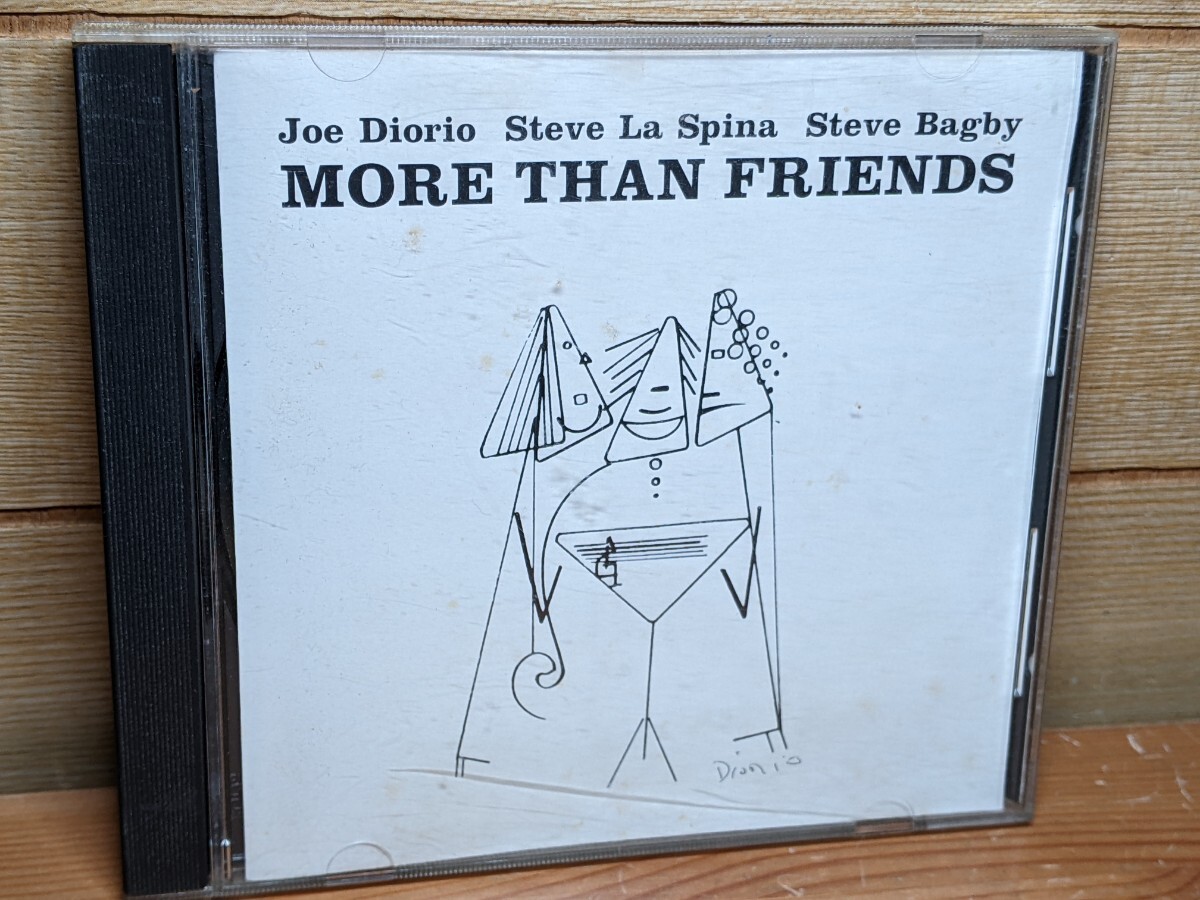 Joe Diorio Steve La Spina Steve Bagby
MORE THAN FRIENDS
Diorio